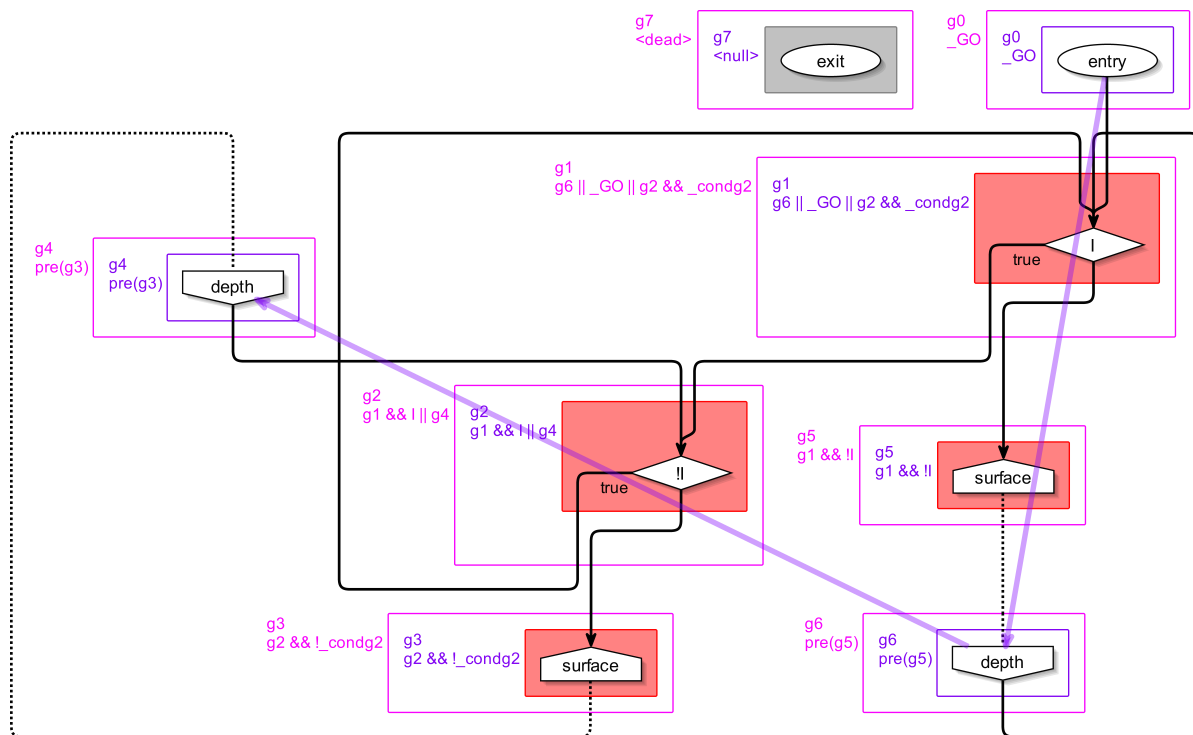 g7
<dead>
g7
<null>
exit
g0
_GO
g0
_GO
entry
g1
g6 || _GO || g2 && _condg2
g1
g6 || _GO || g2 && _condg2
I
true
g4
pre(g3)
g4
pre(g3)
depth
g2
g1 && I || g4
g2
g1 && I || g4
!I
true
g5
g1 && !I
g5
g1 && !I
surface
g3
g2 && !_condg2
g3
g2 && !_condg2
surface
g6
pre(g5)
g6
pre(g5)
depth